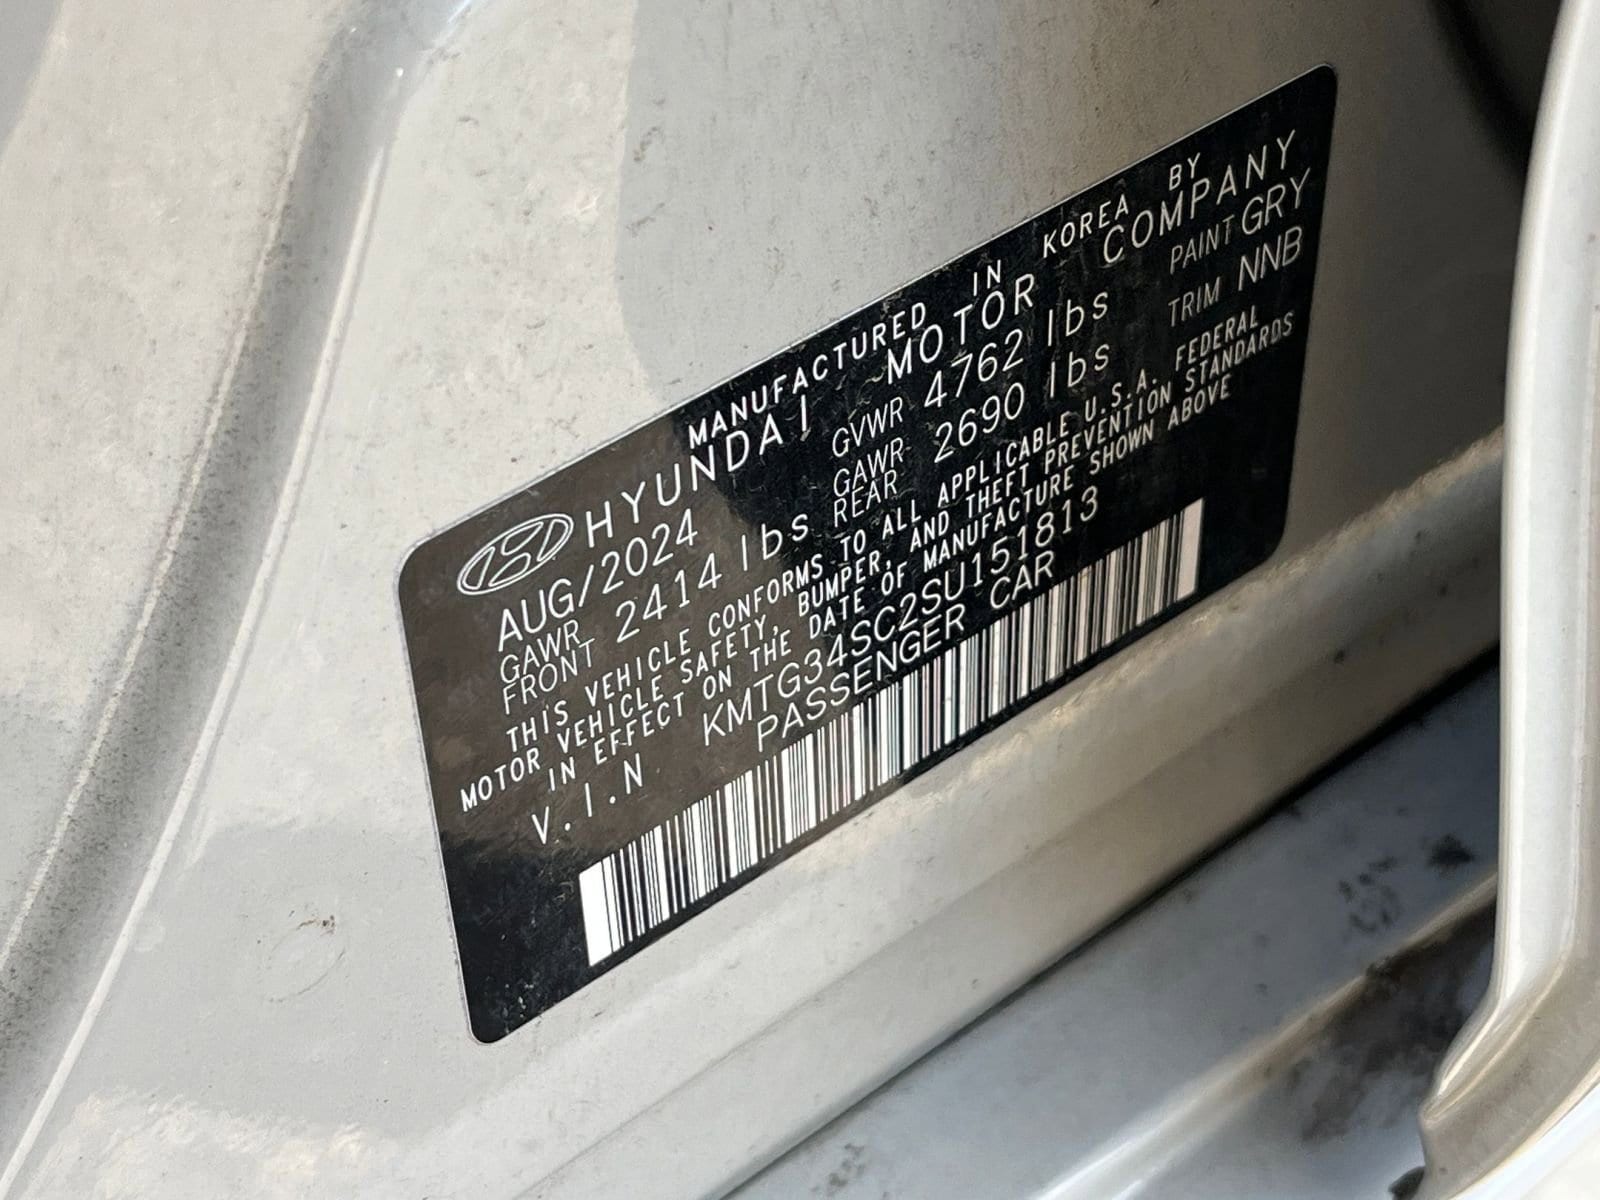 MANUFACTURED IN KOREA BY
HYUNDAI MOTOR COMPANY
AUG/2024 GVWR 4762 lbs PAINT GRY
GAWR FRONT 2414 lbs GAWR REAR 2690 lbs TRIM NNB
THIS VEHICLE CONFORMS TO ALL APPLICABLE U.S.A. FEDERAL
MOTOR VEHICLE SAFETY, BUMPER, AND THEFT PREVENTION STANDARDS
IN EFFECT ON THE DATE OF MANUFACTURE SHOWN ABOVE
V.I.N KMTG34SC2SU151813
PASSENGER CAR